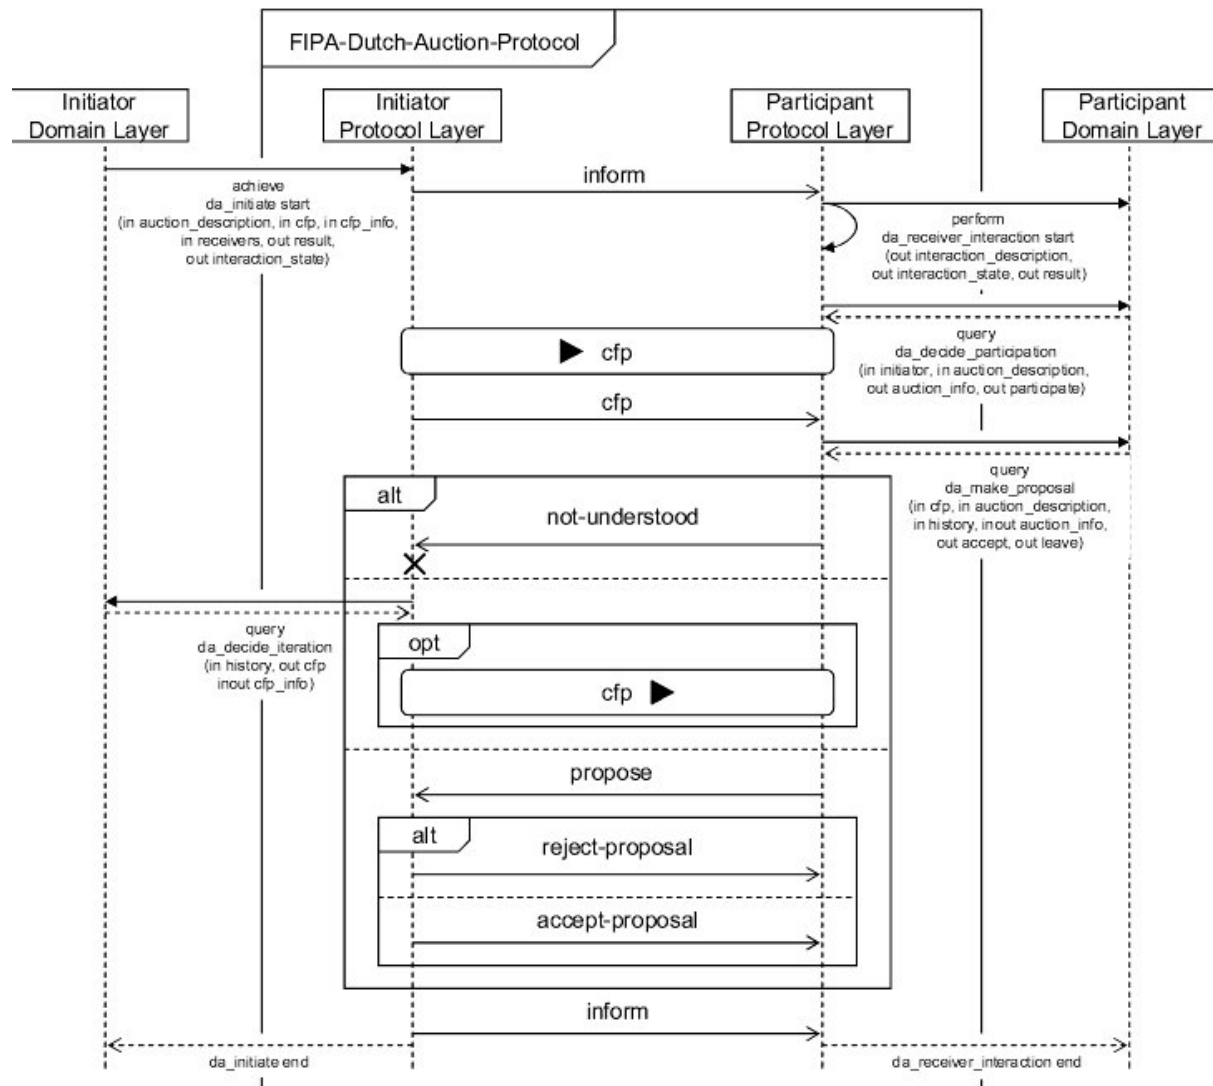 FIPA-Dutch-Auction-Protocol
Initiator
Domain Layer
Initiator
Protocol Layer
Participant
Protocol Layer
Participant
Domain Layer
achieve
da_initiate start
(in auction_description, in cfp, in cfp_info,
in receivers, out result,
out interaction_state)
inform
perform
da_receiver_interaction start
(out interaction_description,
out interaction_state, out result)
cfp
query
da_decide_participation
(in initiator, in auction_description,
out auction_info, out participate)
cfp
query
da_make_proposal
(in cfp, in auction_description,
in history, inout auction_info,
out accept, out leave)
alt
not-understood
query
da_decide_iteration
(in history, out cfp
inout cfp_info)
opt
cfp
propose
alt
reject-proposal
accept-proposal
inform
da_initiate end
da_receiver_interaction end